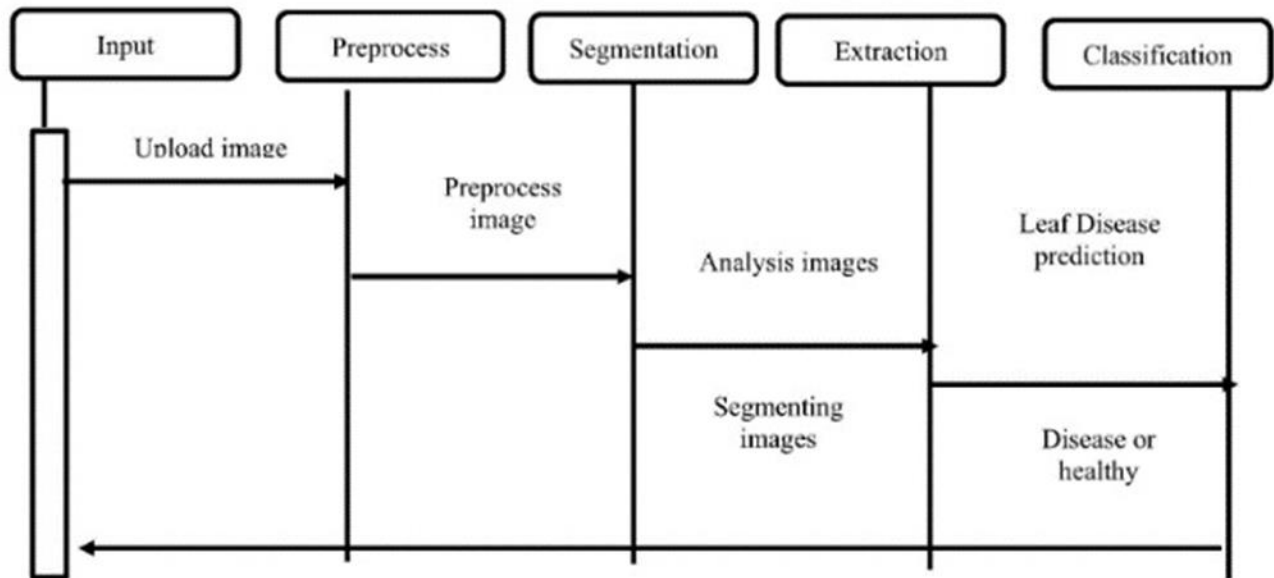 Input
Preprocess
Segmentation
Extraction
Classification
Upload image
Preprocess
image
Analysis images
Leaf Disease
prediction
Segmenting
images
Disease or
healthy